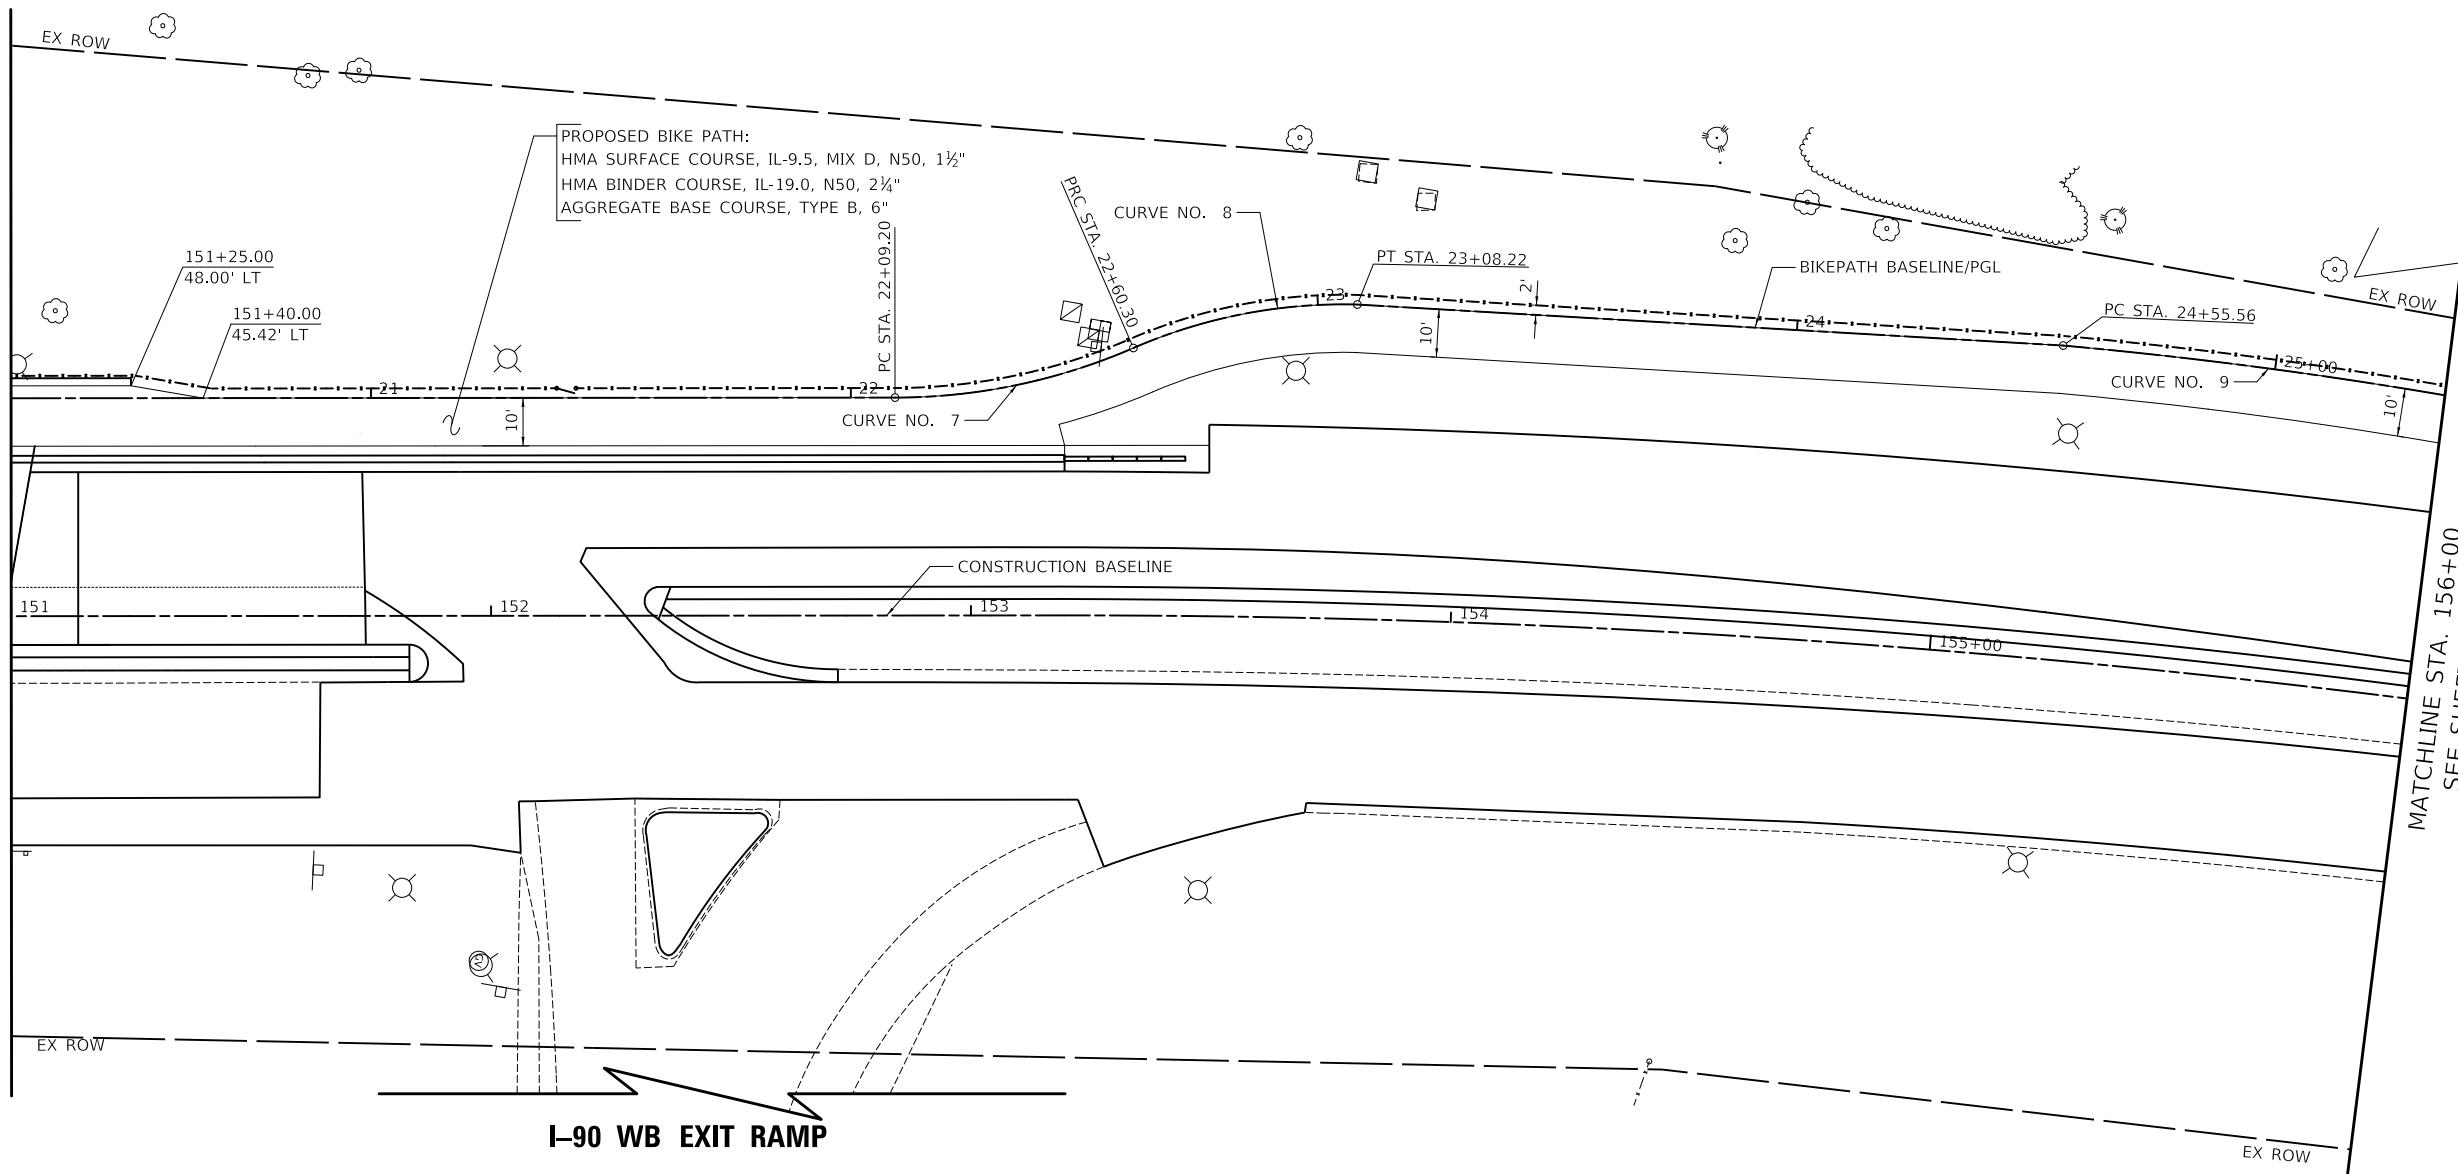 EX ROW
PROPOSED BIKE PATH:
HMA SURFACE COURSE, IL-9.5, MIX D, N50, 1½"
HMA BINDER COURSE, IL-19.0, N50, 2¼"
AGGREGATE BASE COURSE, TYPE B, 6"
151+25.00
48.00' LT
151+40.00
45.42' LT
PC STA. 22+09.20
PRC STA. 22+60.30
CURVE NO. 8
PT STA. 23+08.22
BIKEPATH BASELINE/PGL
EX ROW
PC STA. 24+55.56
21
22
23
2'
24
25+00
10'
10'
10'
CURVE NO. 7
CURVE NO. 9
CONSTRUCTION BASELINE
151
152
153
154
155+00
MATCHLINE STA. 156+00
GV
EX ROW
I-90 WB EXIT RAMP
EX ROW